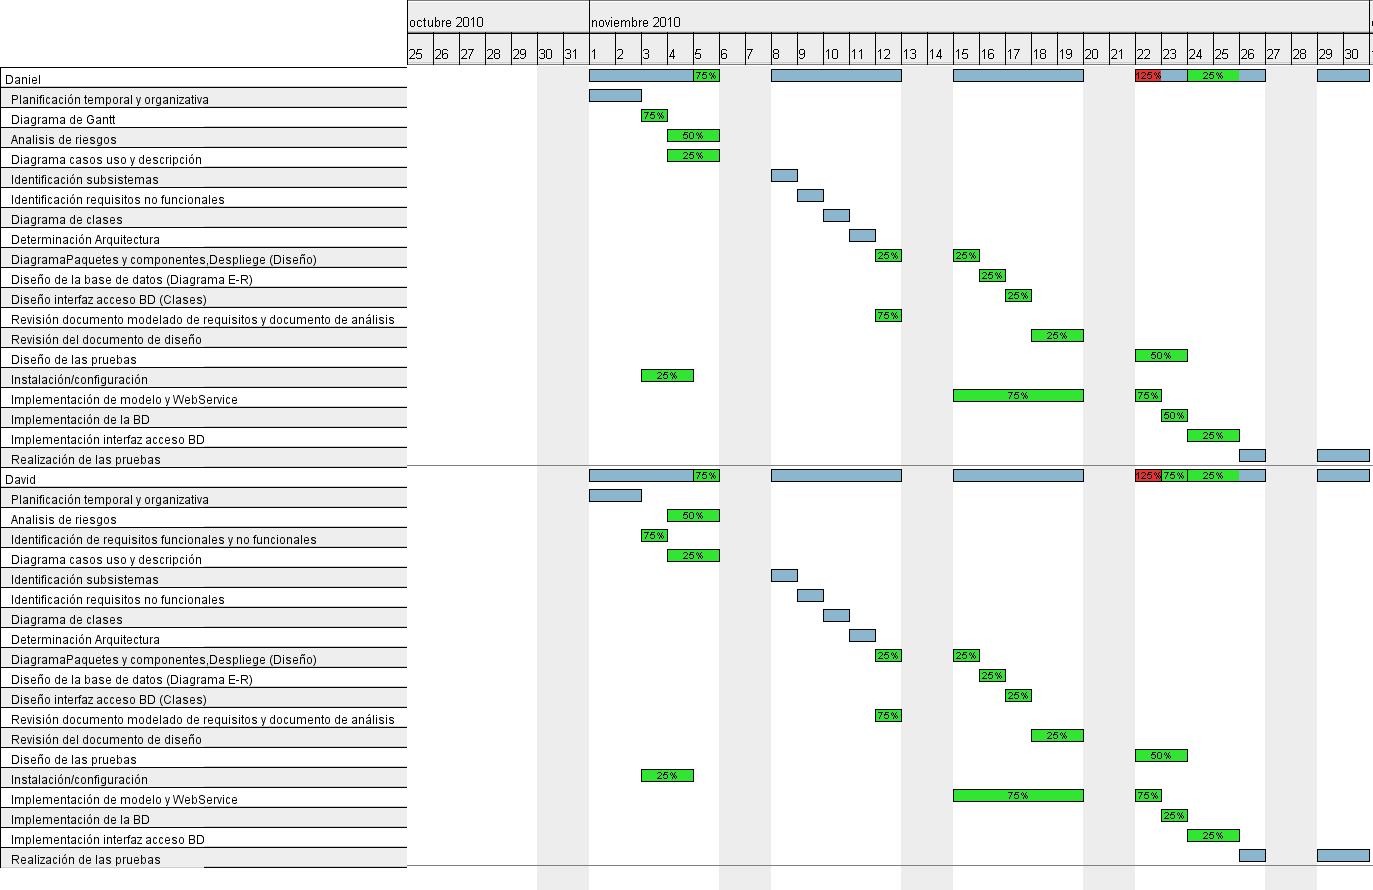 octubre 2010 noviembre 2010
25 26 27 28 29 30 31 1 2 3 4 5 6 7 8 9 10 11 12 13 14 15 16 17 18 19 20 21 22 23 24 25 26 27 28 29 30
Daniel 75% 125% 25%
Planificación temporal y organizativa
Diagrama de Gantt 75%
Analisis de riesgos 50%
Diagrama casos uso y descripción 25%
Identificación subsistemas
Identificación requisitos no funcionales
Diagrama de clases
Determinación Arquitectura
DiagramaPaquetes y componentes,Despliege (Diseño) 25% 25%
Diseño de la base de datos (Diagrama E-R) 25%
Diseño interfaz acceso BD (Clases) 25%
Revisión documento modelado de requisitos y documento de análisis 75%
Revisión del documento de diseño 25%
Diseño de las pruebas 50%
Instalación/configuración 25%
Implementación de modelo y WebService 75% 75%
Implementación de la BD 50%
Implementación interfaz acceso BD 25%
Realización de las pruebas
David 75% 125% 75% 25%
Planificación temporal y organizativa
Analisis de riesgos 50%
Identificación de requisitos funcionales y no funcionales 75%
Diagrama casos uso y descripción 25%
Identificación subsistemas
Identificación requisitos no funcionales
Diagrama de clases
Determinación Arquitectura
DiagramaPaquetes y componentes,Despliege (Diseño) 25% 25%
Diseño de la base de datos (Diagrama E-R) 25%
Diseño interfaz acceso BD (Clases) 25%
Revisión documento modelado de requisitos y documento de análisis 75%
Revisión del documento de diseño 25%
Diseño de las pruebas 50%
Instalación/configuración 25%
Implementación de modelo y WebService 75% 75%
Implementación de la BD 25%
Implementación interfaz acceso BD 25%
Realización de las pruebas